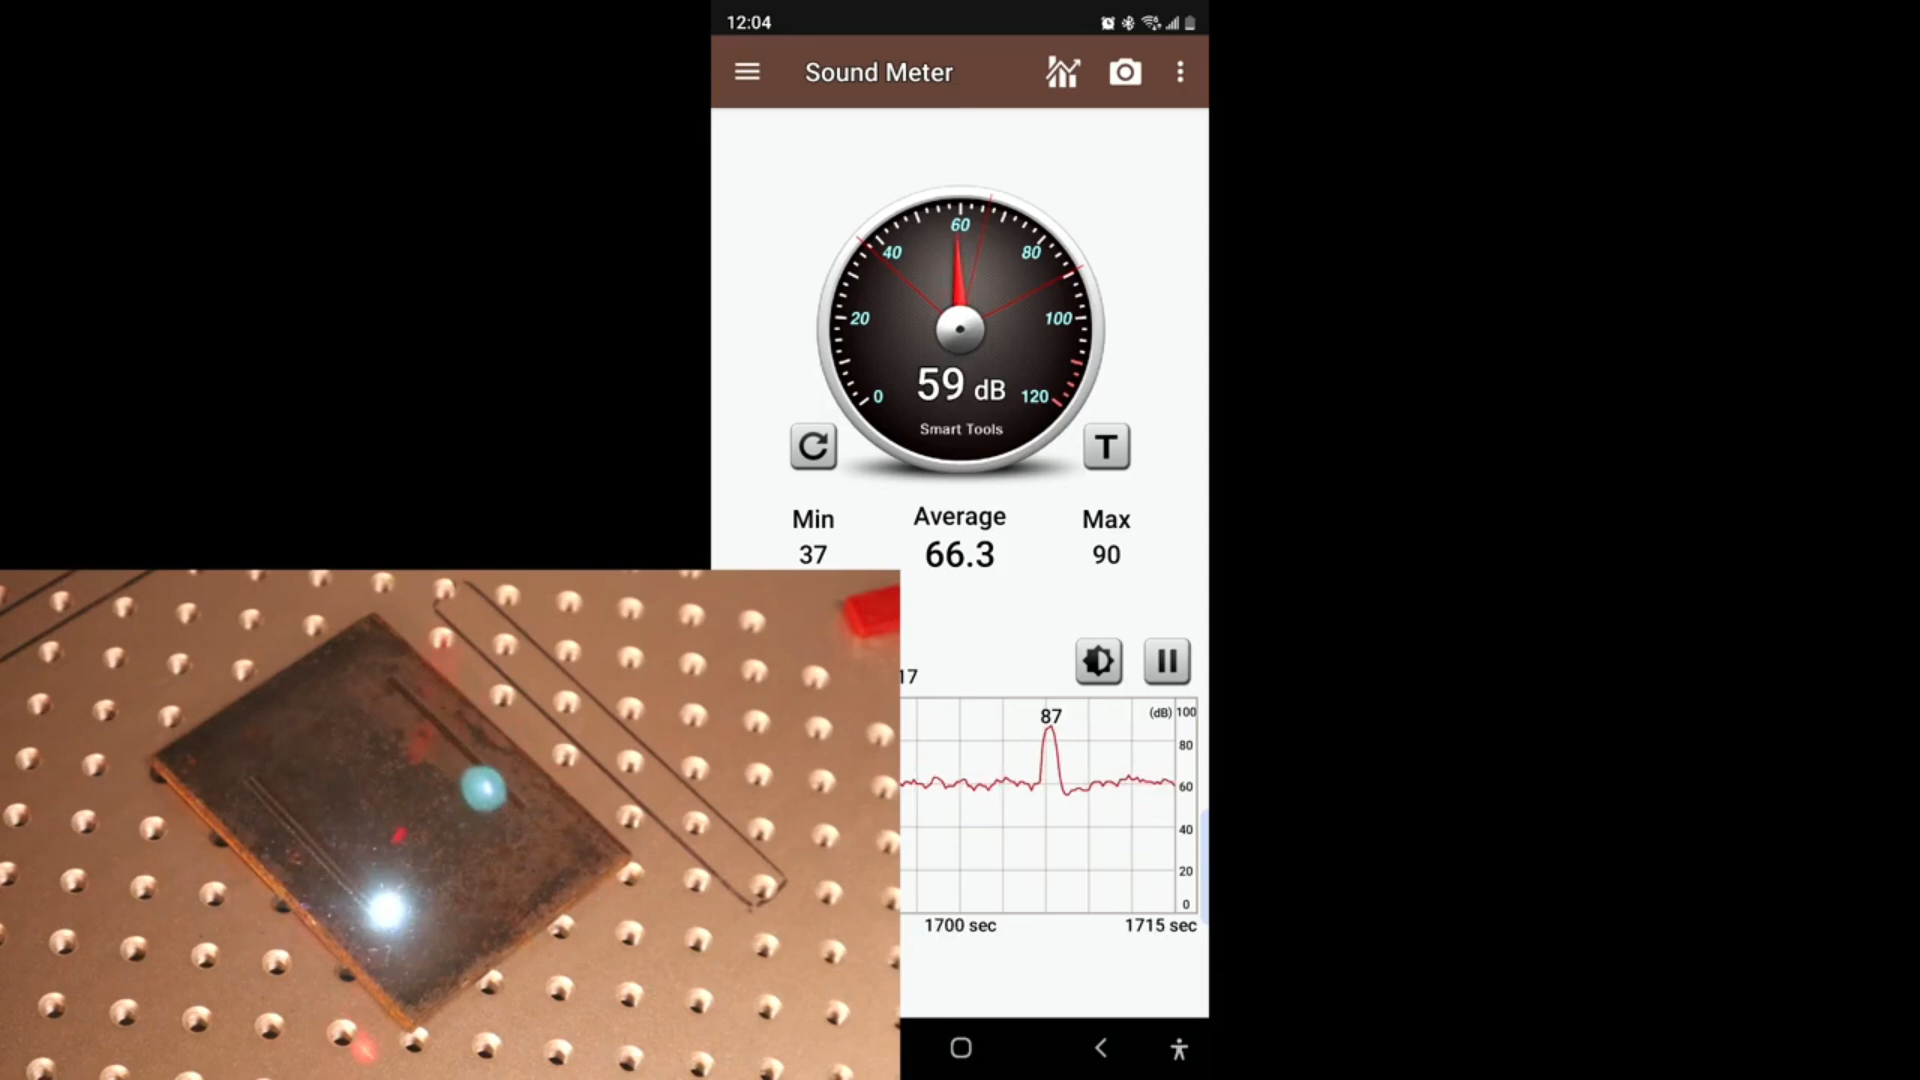 12:04
Sound Meter
60
40
80
20
100
0
120
59 dB
Smart Tools
T
Min
Average
Max
37
66.3
90
17
87
(dB) 100
80
60
40
20
0
1700 sec
1715 sec